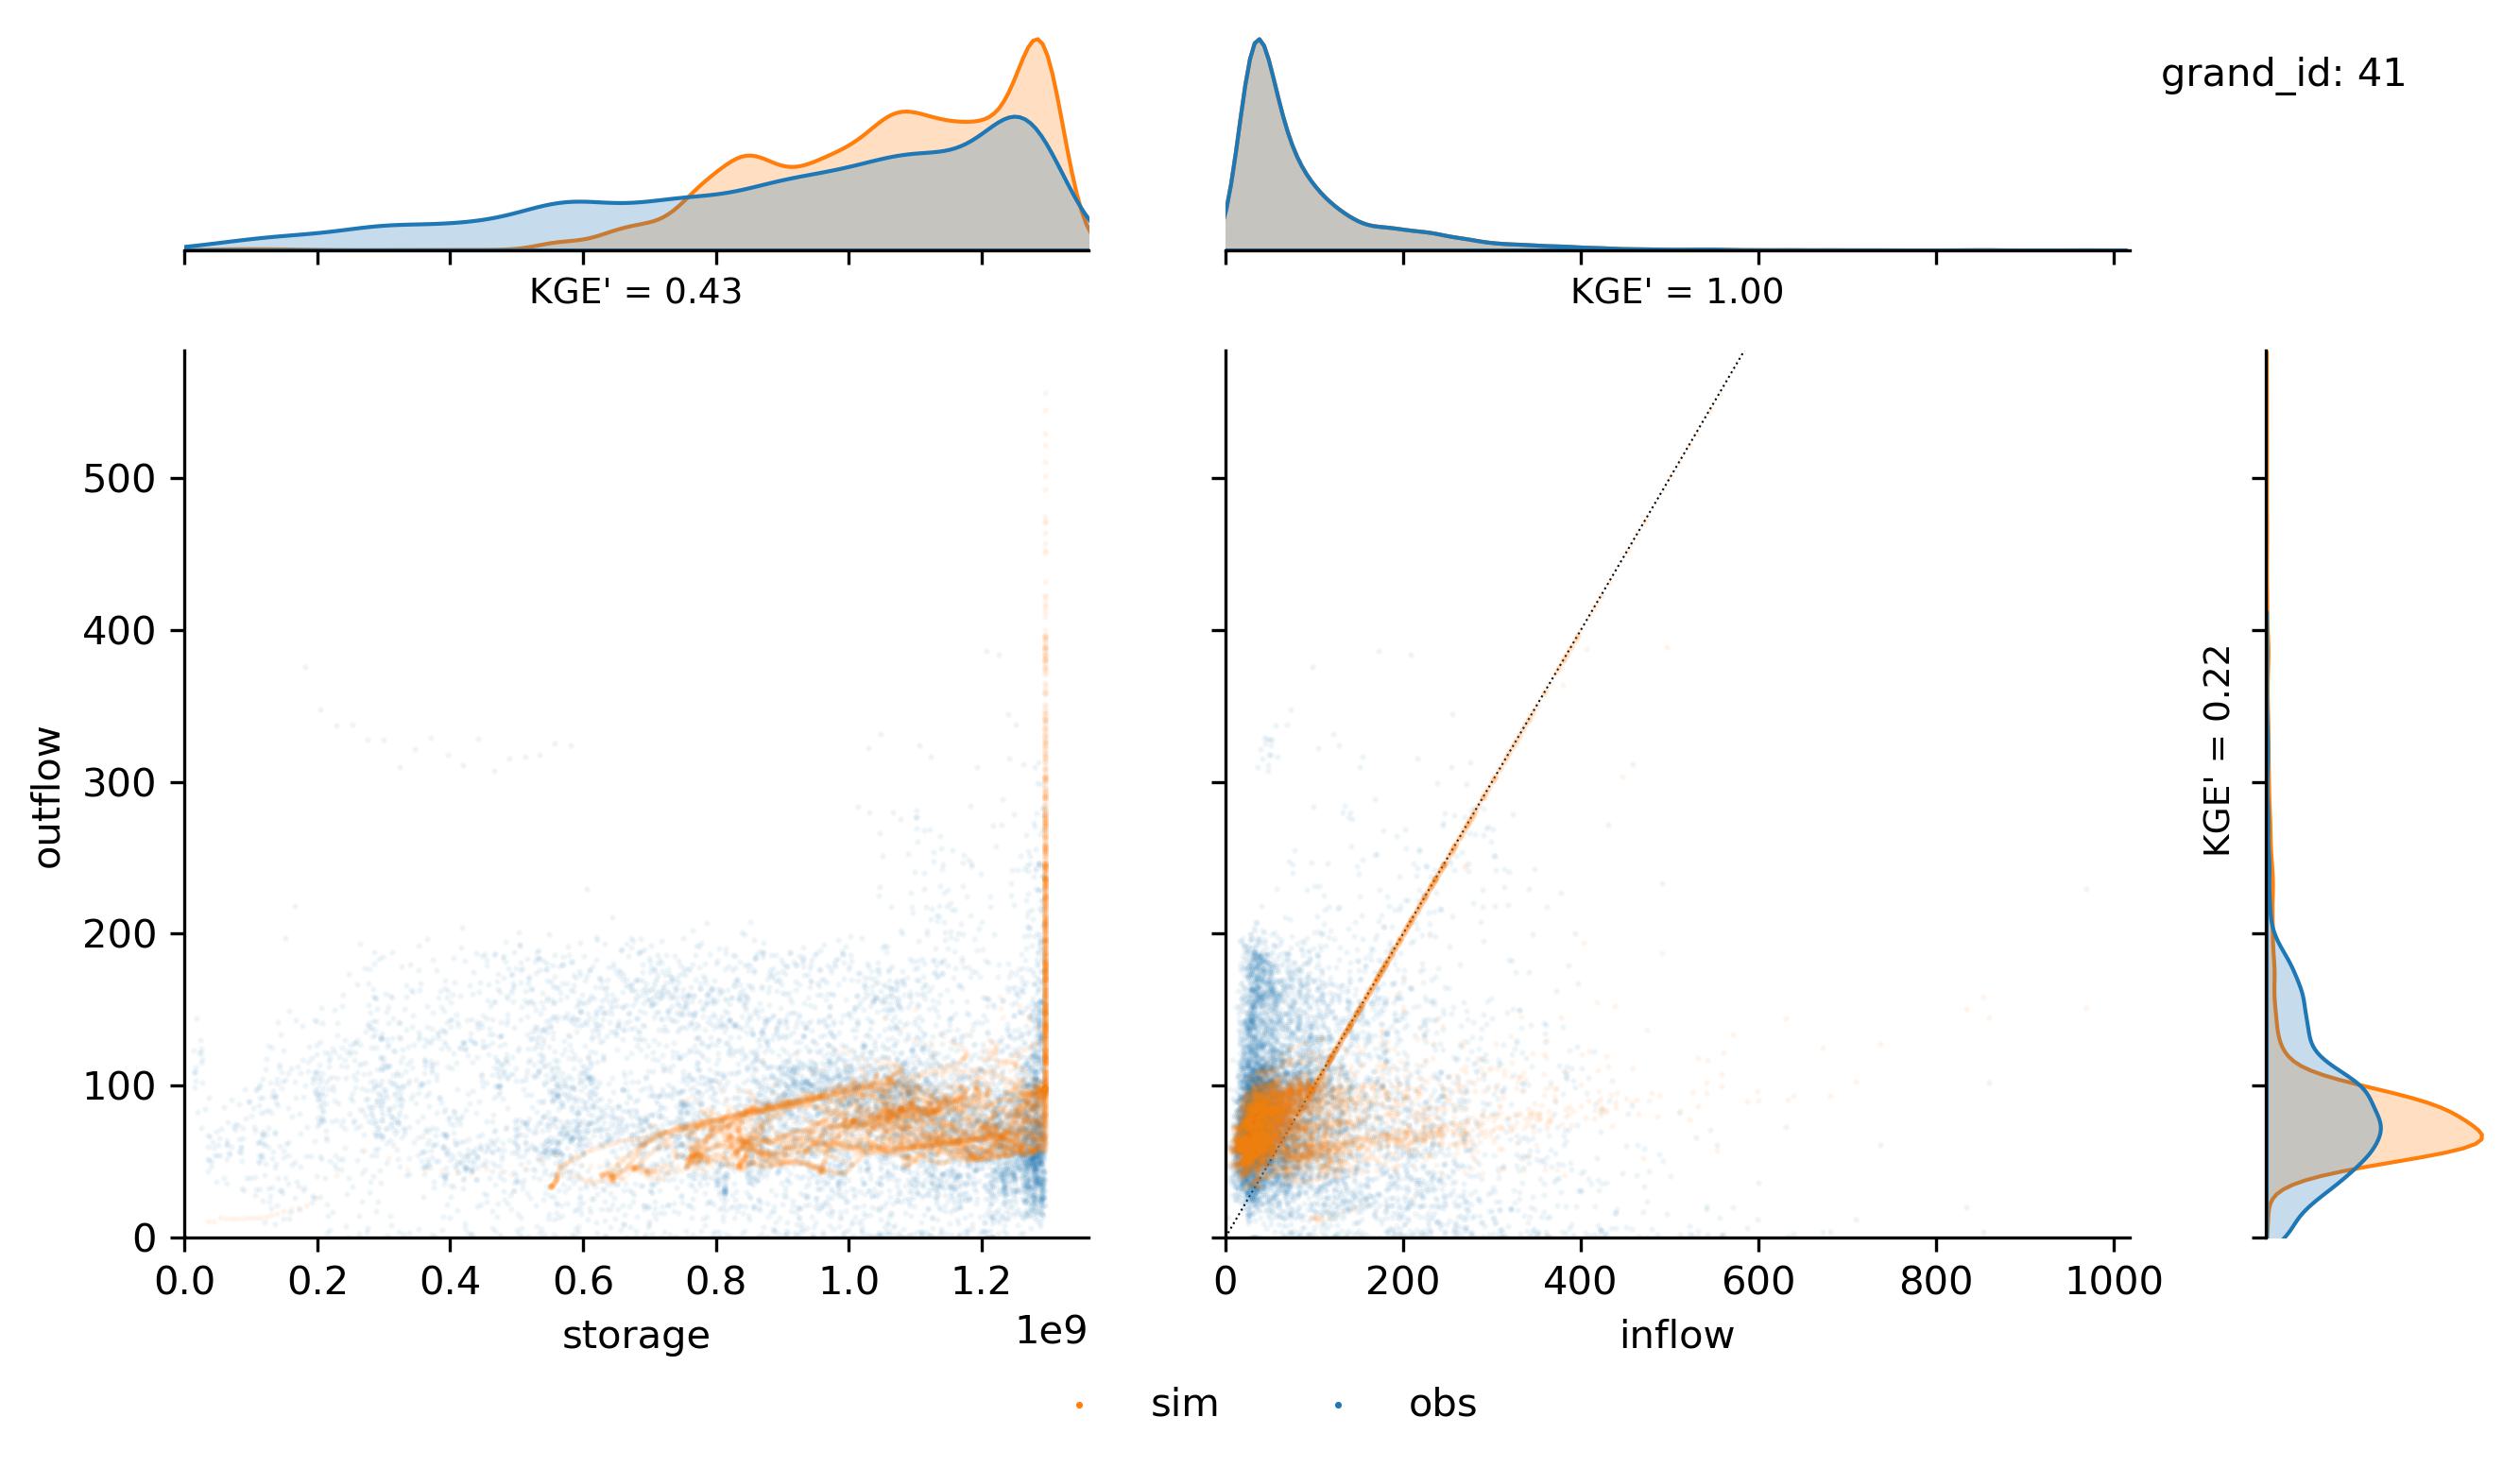 grand_id: 41
KGE' = 0.43
KGE' = 1.00
outflow
500
400
300
200
100
0
KGE' = 0.22
0.0 0.2 0.4 0.6 0.8 1.0 1.2
0 200 400 600 800 1000
storage
1e9
inflow
sim
obs